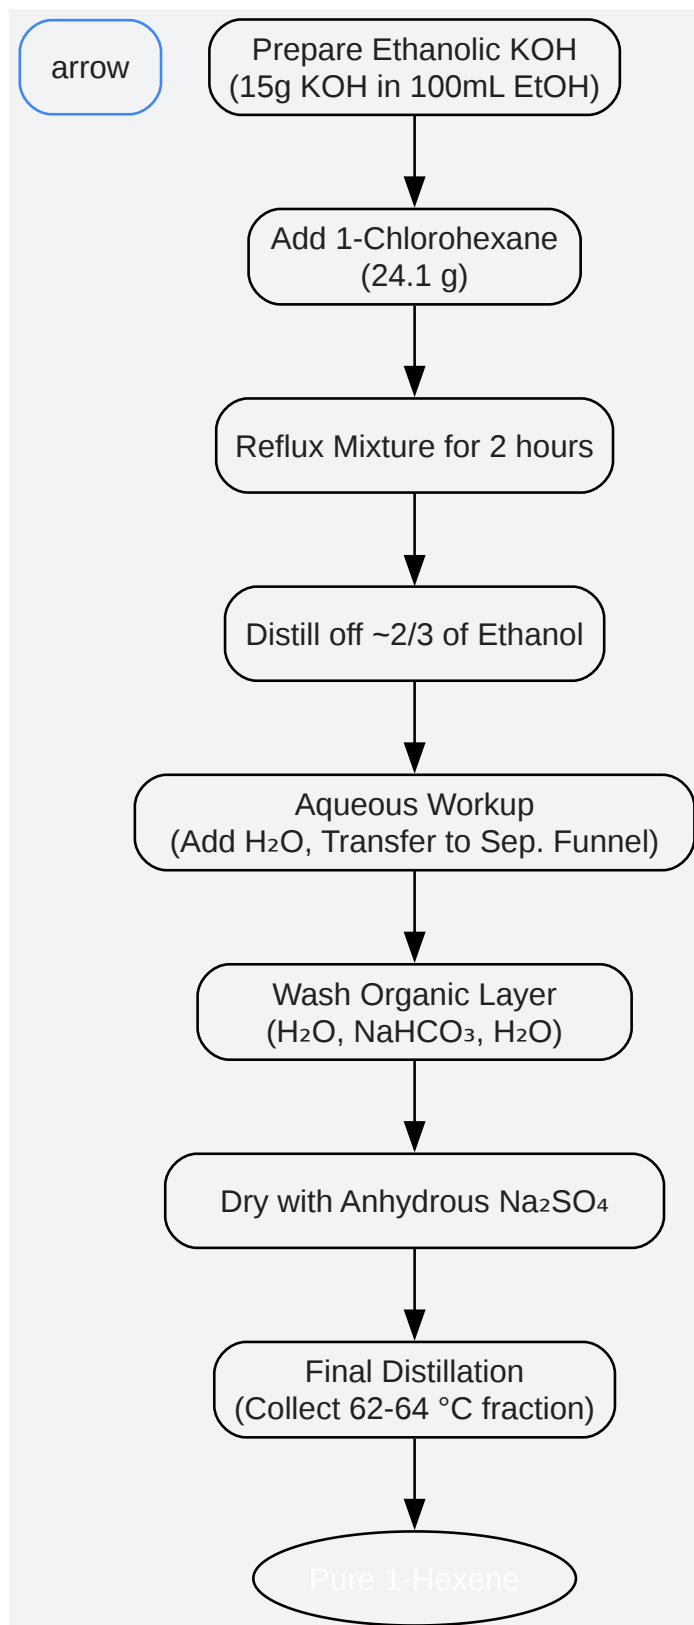 arrow
Prepare Ethanolic KOH
(15g KOH in 100mL EtOH)
Add 1-Chlorohexane
(24.1 g)
Reflux Mixture for 2 hours
Distill off ~2/3 of Ethanol
Aqueous Workup
(Add H₂O, Transfer to Sep. Funnel)
Wash Organic Layer
(H₂O, NaHCO₃, H₂O)
Dry with Anhydrous Na₂SO₄
Final Distillation
(Collect 62-64 °C fraction)
Pure 1-Hexene